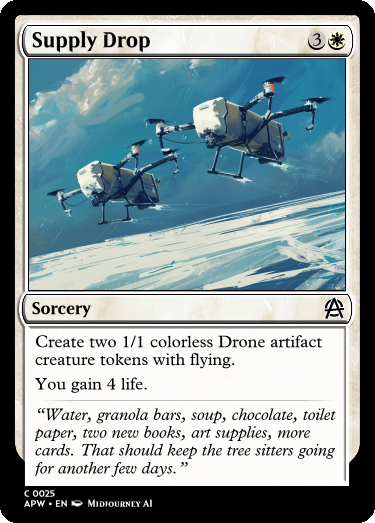 Supply Drop 3
Sorcery
Create two 1/1 colorless Drone artifact
creature tokens with flying.
You gain 4 life.
“Water, granola bars, soup, chocolate, toilet
paper, two new books, art supplies, more
cards. That should keep the tree sitters going
for another few days.”
C 0025
APW • EN Midjourney AI